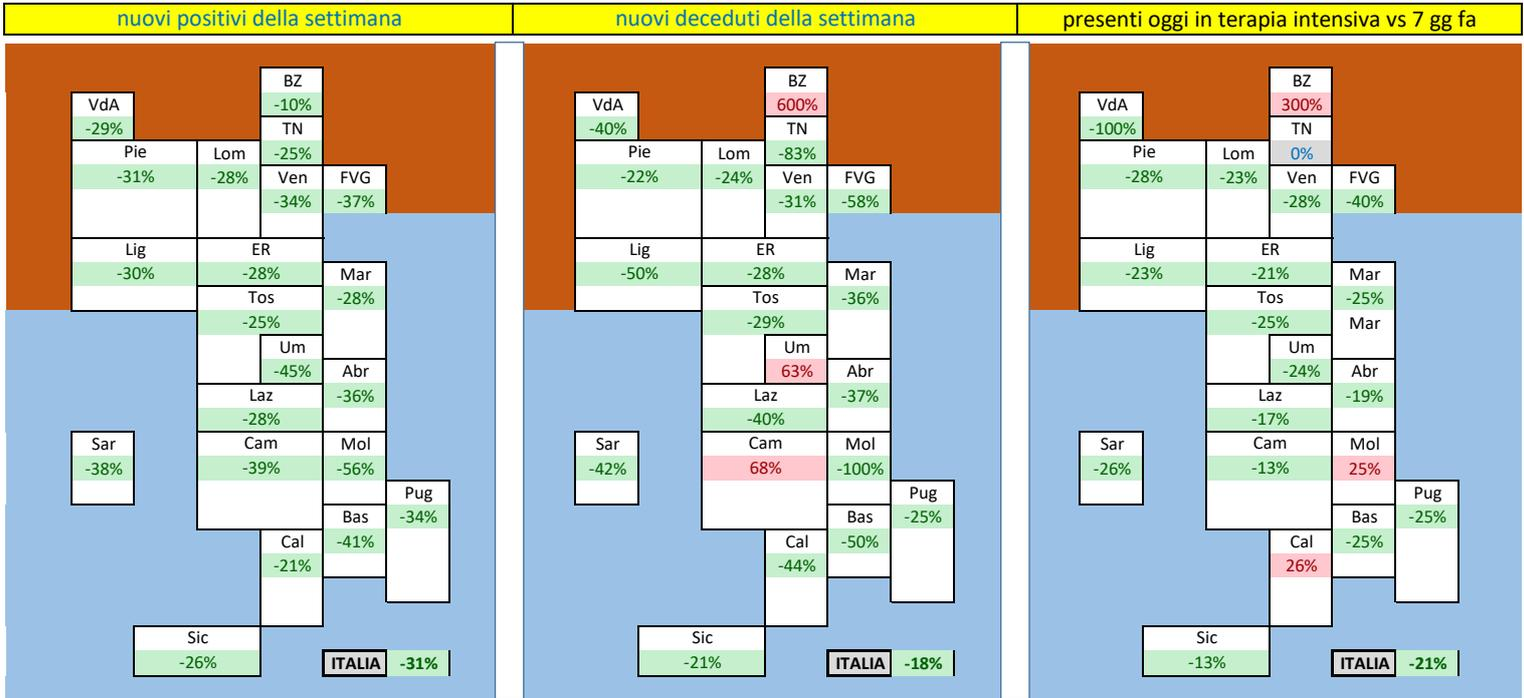 nuovi positivi della settimana
BZ
VdA
-10%
-29%
TN
Pie
Lom
-25%
-31%
-28%
Ven
FVG
-34%
-37%
Lig
ER
-30%
-28%
Mar
Tos
-28%
-25%
Um
-45%
Abr
Laz
-36%
-28%
Sar
Cam
Mol
-38%
-39%
-56%
Pug
Bas
-34%
Cal
-41%
-21%
Sic
-26%
ITALIA -31%
nuovi deceduti della settimana
BZ
VdA
600%
-40%
TN
Pie
Lom
-83%
-22%
-24%
Ven
FVG
-31%
-58%
Lig
ER
-50%
-28%
Mar
Tos
-36%
-29%
Um
63%
Abr
Laz
-37%
-40%
Sar
Cam
Mol
-42%
68%
-100%
Pug
Bas
-25%
Cal
-50%
-44%
Sic
-21%
ITALIA -18%
presenti oggi in terapia intensiva vs 7 gg fa
BZ
VdA
300%
-100%
TN
Pie
Lom
0%
-28%
-23%
Ven
FVG
-28%
-40%
Lig
ER
-23%
-21%
Mar
Tos
-25%
-25%
Mar
Um
-24%
Abr
Laz
-19%
-17%
Sar
Cam
Mol
-26%
-13%
25%
Pug
Bas
-25%
Cal
-25%
26%
Sic
-13%
ITALIA -21%